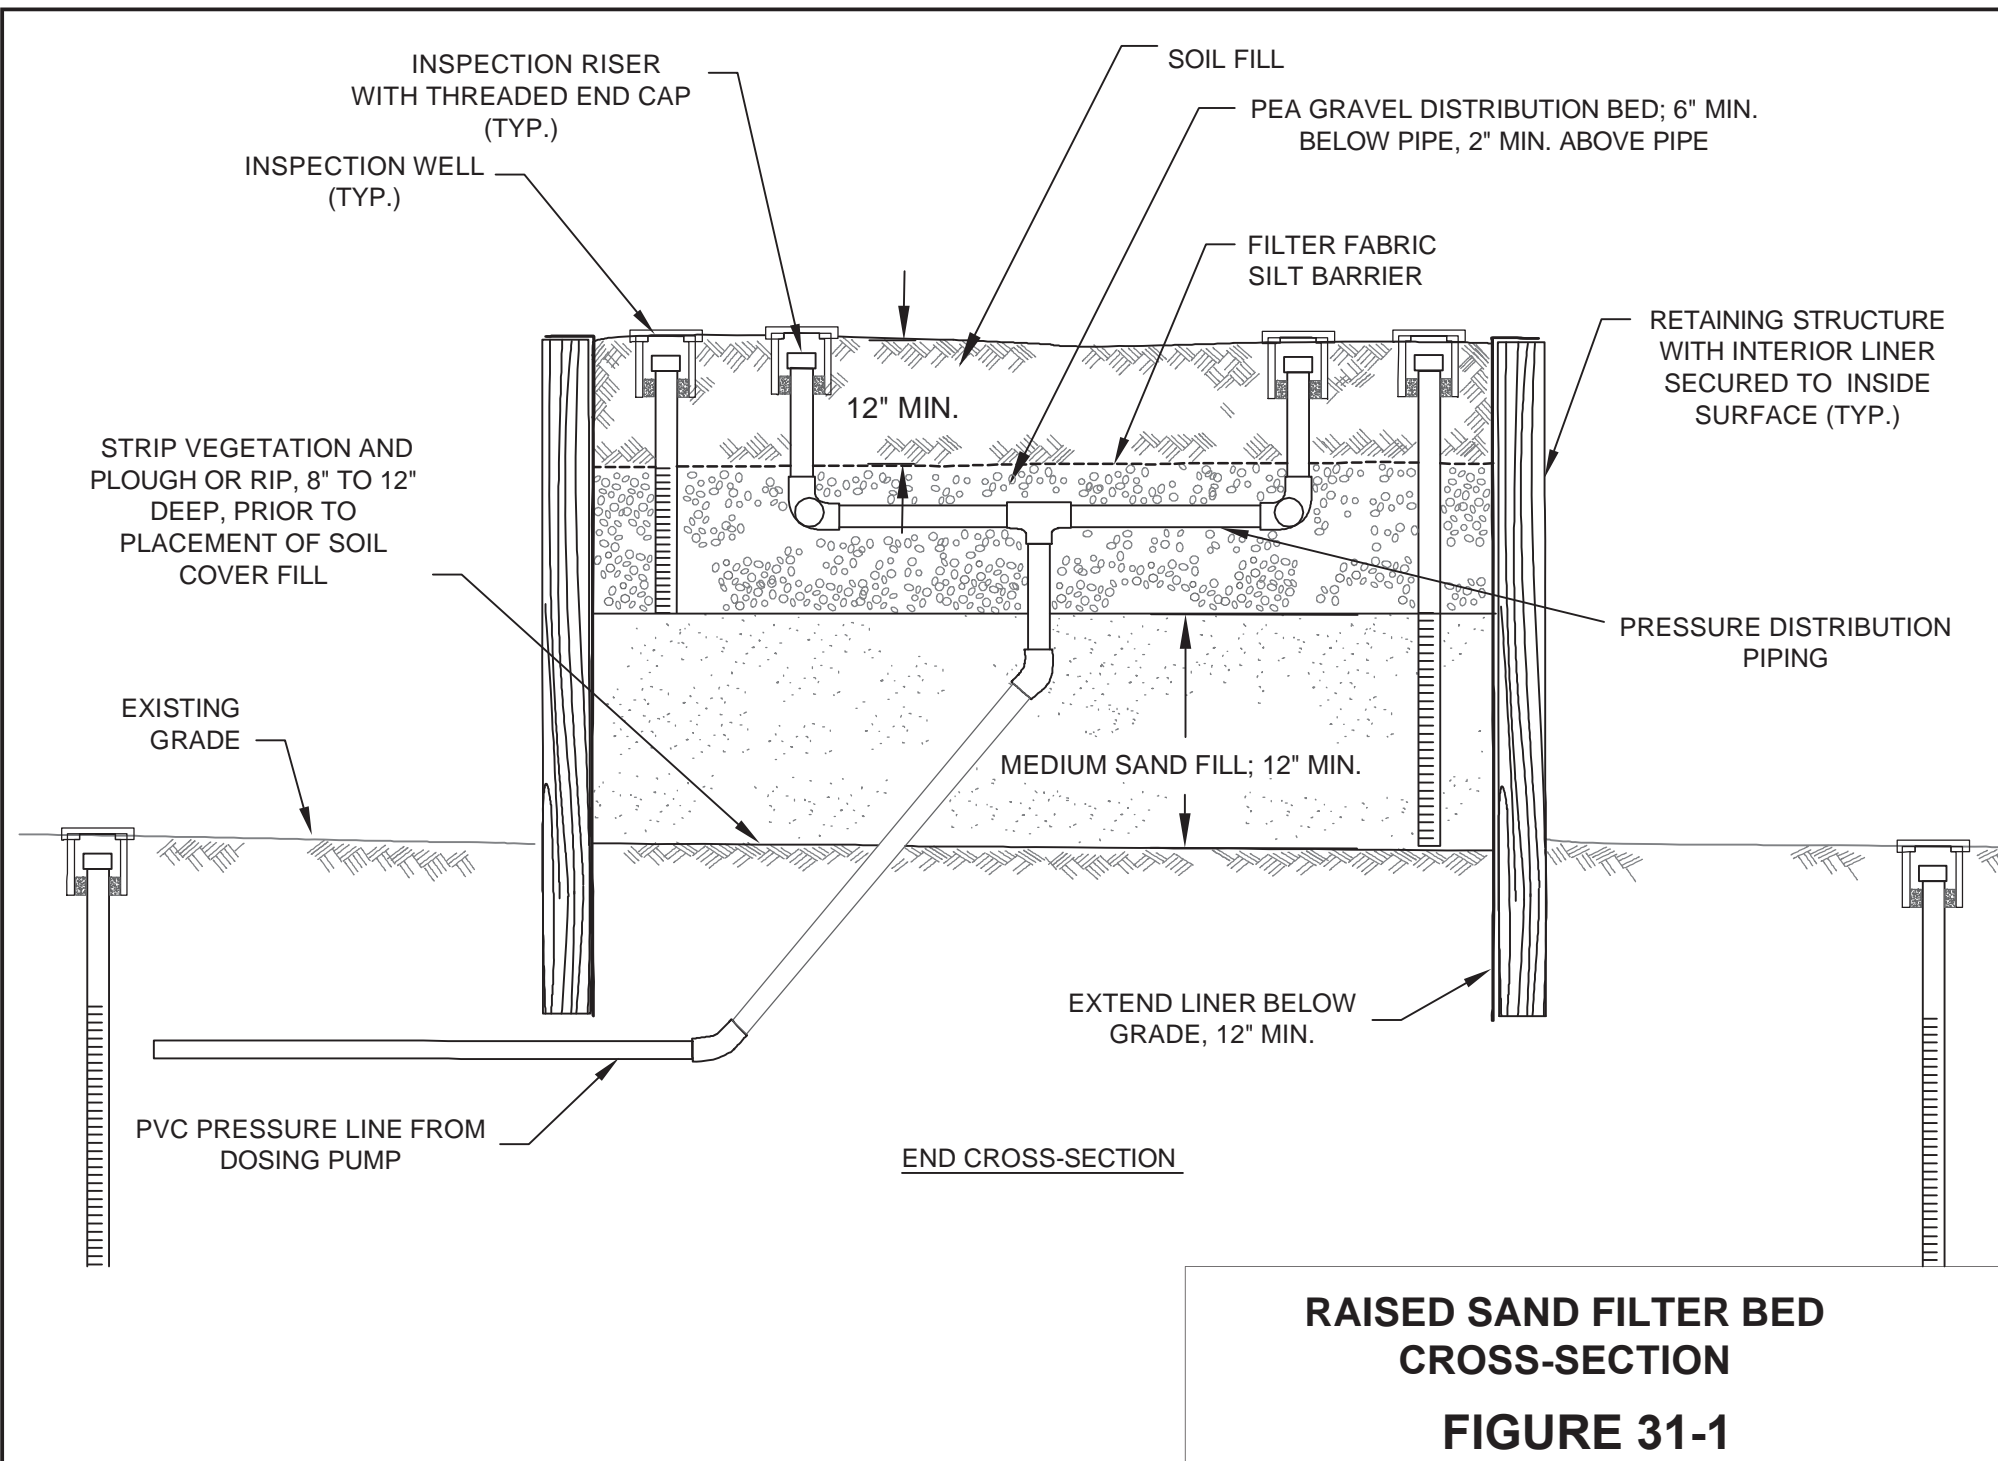 INSPECTION RISER
WITH THREADED END CAP
(TYP.)
INSPECTION WELL
(TYP.)
SOIL FILL
PEA GRAVEL DISTRIBUTION BED; 6" MIN.
BELOW PIPE, 2" MIN. ABOVE PIPE
FILTER FABRIC
SILT BARRIER
RETAINING STRUCTURE
WITH INTERIOR LINER
SECURED TO INSIDE
SURFACE (TYP.)
12" MIN.
STRIP VEGETATION AND
PLOUGH OR RIP, 8" TO 12"
DEEP, PRIOR TO
PLACEMENT OF SOIL
COVER FILL
PRESSURE DISTRIBUTION
PIPING
EXISTING
GRADE
MEDIUM SAND FILL; 12" MIN.
EXTEND LINER BELOW
GRADE, 12" MIN.
PVC PRESSURE LINE FROM
DOSING PUMP
END CROSS-SECTION
RAISED SAND FILTER BED
CROSS-SECTION
FIGURE 31-1